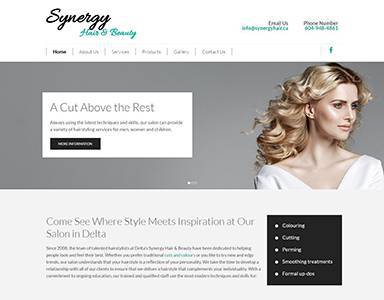 Synergy
Hair & Beauty
Email Us
info@synergyhair.ca
Phone Number
604-948-4861
Home | About Us | Services | Products | Gallery | Contact Us
f
A Cut Above the Rest
Always using the latest techniques and skills, our salon can provide
a variety of hairstyling services for men, women and children.
MORE INFORMATION
Come See Where Style Meets Inspiration at Our
Salon in Delta
Since 2006, the team of talented hairstylists at Delta's Synergy Hair & Beauty have been dedicated to helping
people look and feel their best. Whether you prefer traditional cuts and colours or you like to try new and edgy
trends, our salon understands that your hairstyle is a reflection of your personality. We take the time to develop a
relationship with all of our clients to ensure that we deliver a hairstyle that complements your individuality. With a
commitment to ongoing education, our trained and qualified staff use the most modern techniques and skills for:
Colouring
Cutting
Perming
Smoothing treatments
Formal up-dos